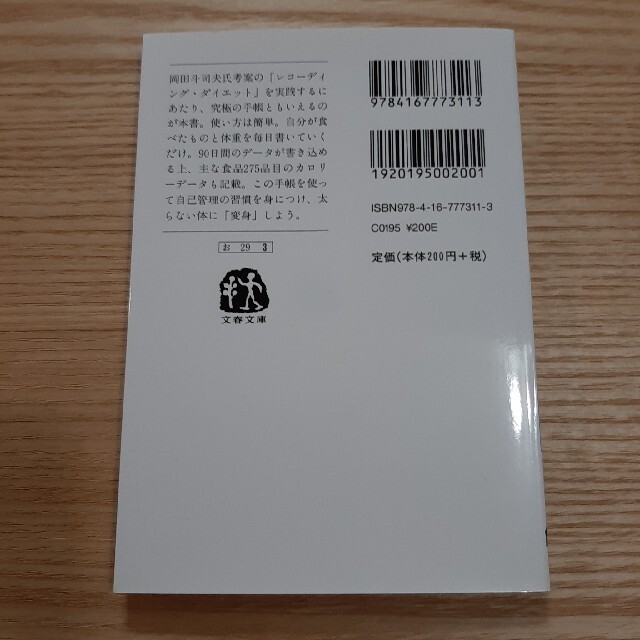 岡田斗司夫氏考案の「レコーディ
ング・ダイエット」を実践するに
あたり、究極の手帳ともいえるの
が本書。使い方は簡単。自分が食
べたものと体重を毎日書いていく
だけ。90日間のデータが書き込め
る上、主な食品275品目のカロリ
ーデータも記載。この手帳を使っ
て自己管理の習慣を身につけ、太
らない体に「変身」しよう。
お 29 3
文春文庫
9784167773113
1920195002001
ISBN978-4-16-777311-3
C0195 ¥200E
定価(本体200円+税)